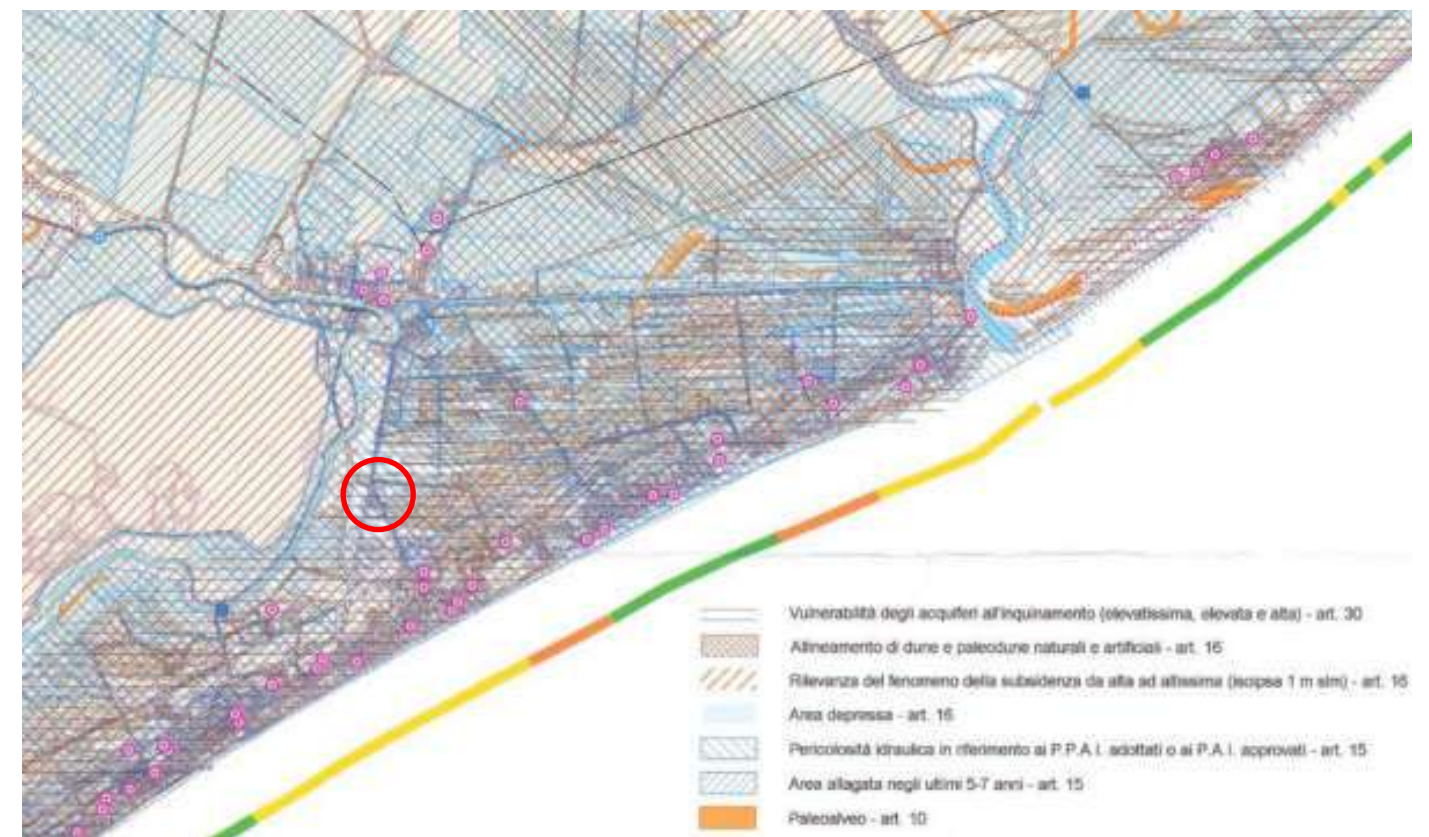 Vulnerabilità degli acquiferi all'inquinamento (elevatissima, elevata e alta) - art. 30
Allineamento di dune e paleodune naturali e artificiali - art. 16
Rilevanza del fenomeno della subsidenza da alta ad altissima (isoipsa 1 m slm) - art. 16
Area depressa - art. 16
Pericolosità idraulica in riferimento ai P.P.A.I. adottati o ai P.A.I. approvati - art. 15
Area allagata negli ultimi 5-7 anni - art. 15
Paleoalveo - art. 10